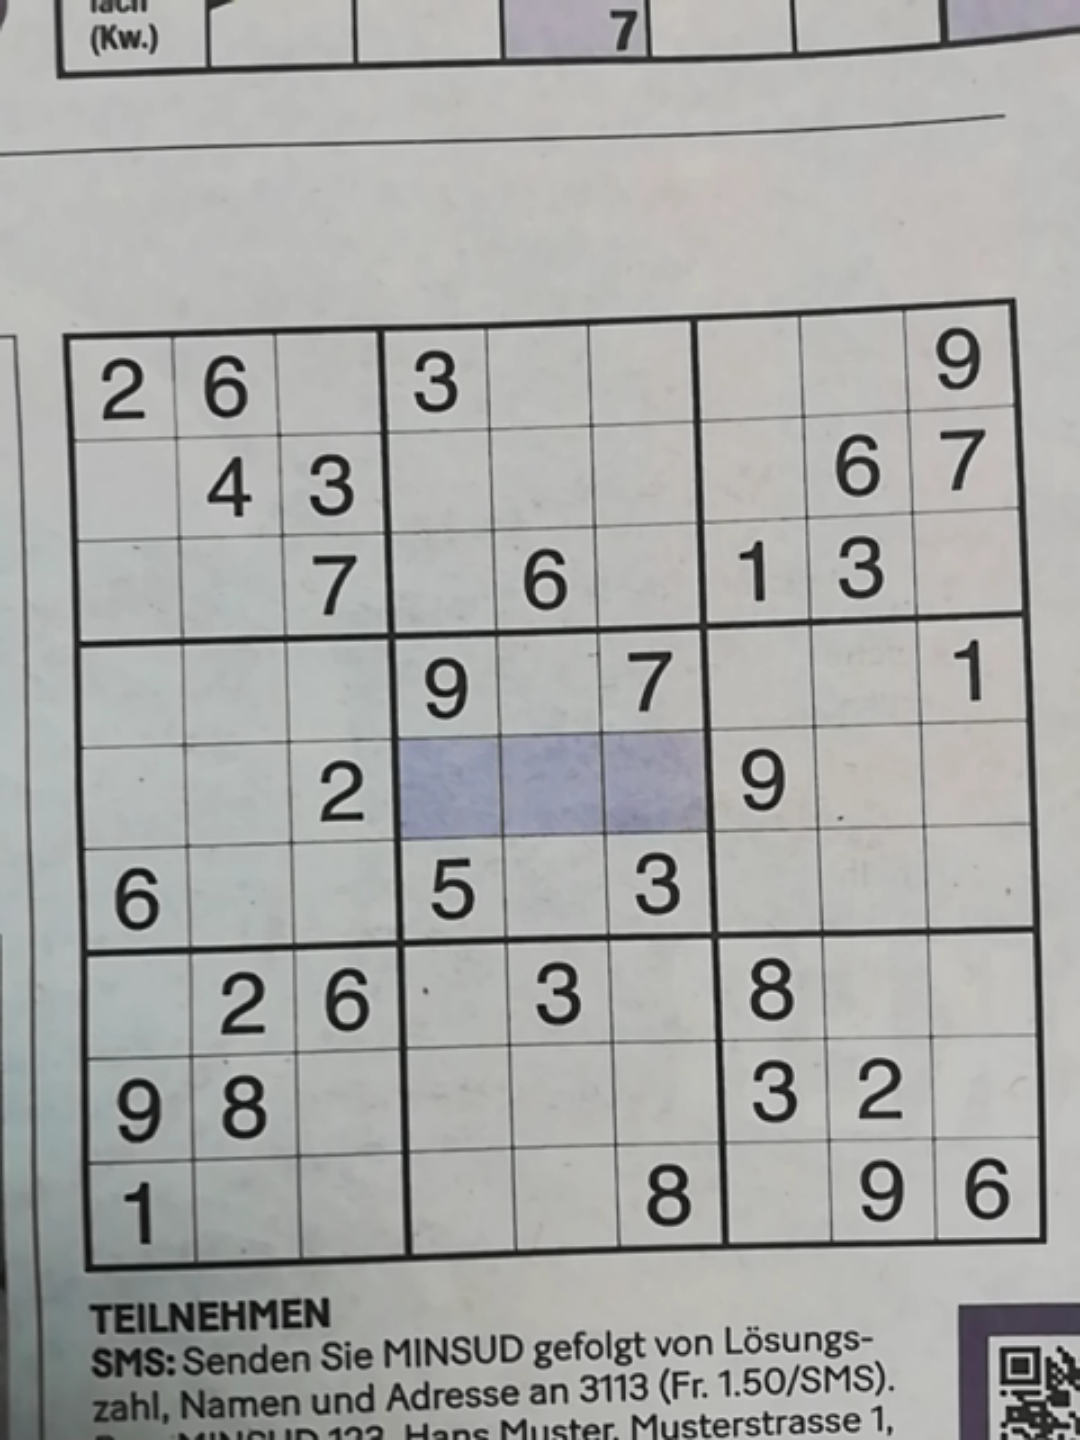 (Kw.)
7
2 6 3 9
4 3 6 7
7 6 1 3
9 7 1
2 9
6 5 3
2 6 3 8
9 8 3 2
1 8 9 6
TEILNEHMEN
SMS: Senden Sie MINSUD gefolgt von Lösungs-
zahl, Namen und Adresse an 3113 (Fr. 1.50/SMS).
MINSUD 123, Hans Muster, Musterstrasse 1,